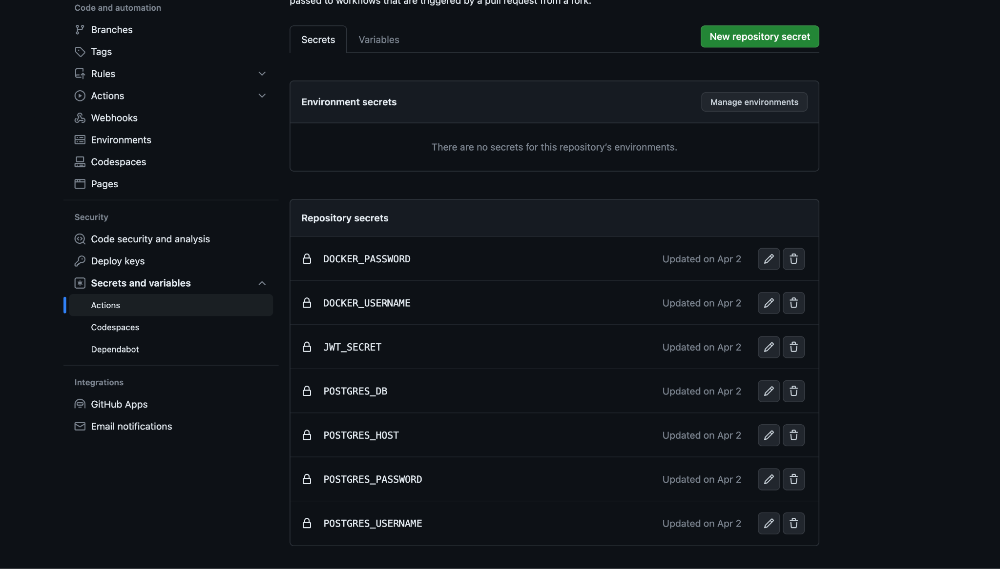 Code and automation
Branches
Tags
Rules
Actions
Webhooks
Environments
Codespaces
Pages
Security
Code security and analysis
Deploy keys
Secrets and variables
Actions
Codespaces
Dependabot
Integrations
GitHub Apps
Email notifications
passed to workflows that are triggered by a pull request from a fork.
Secrets
Variables
New repository secret
Environment secrets
Manage environments
There are no secrets for this repository’s environments.
Repository secrets
DOCKER_PASSWORD Updated on Apr 2
DOCKER_USERNAME Updated on Apr 2
JWT_SECRET Updated on Apr 2
POSTGRES_DB Updated on Apr 2
POSTGRES_HOST Updated on Apr 2
POSTGRES_PASSWORD Updated on Apr 2
POSTGRES_USERNAME Updated on Apr 2